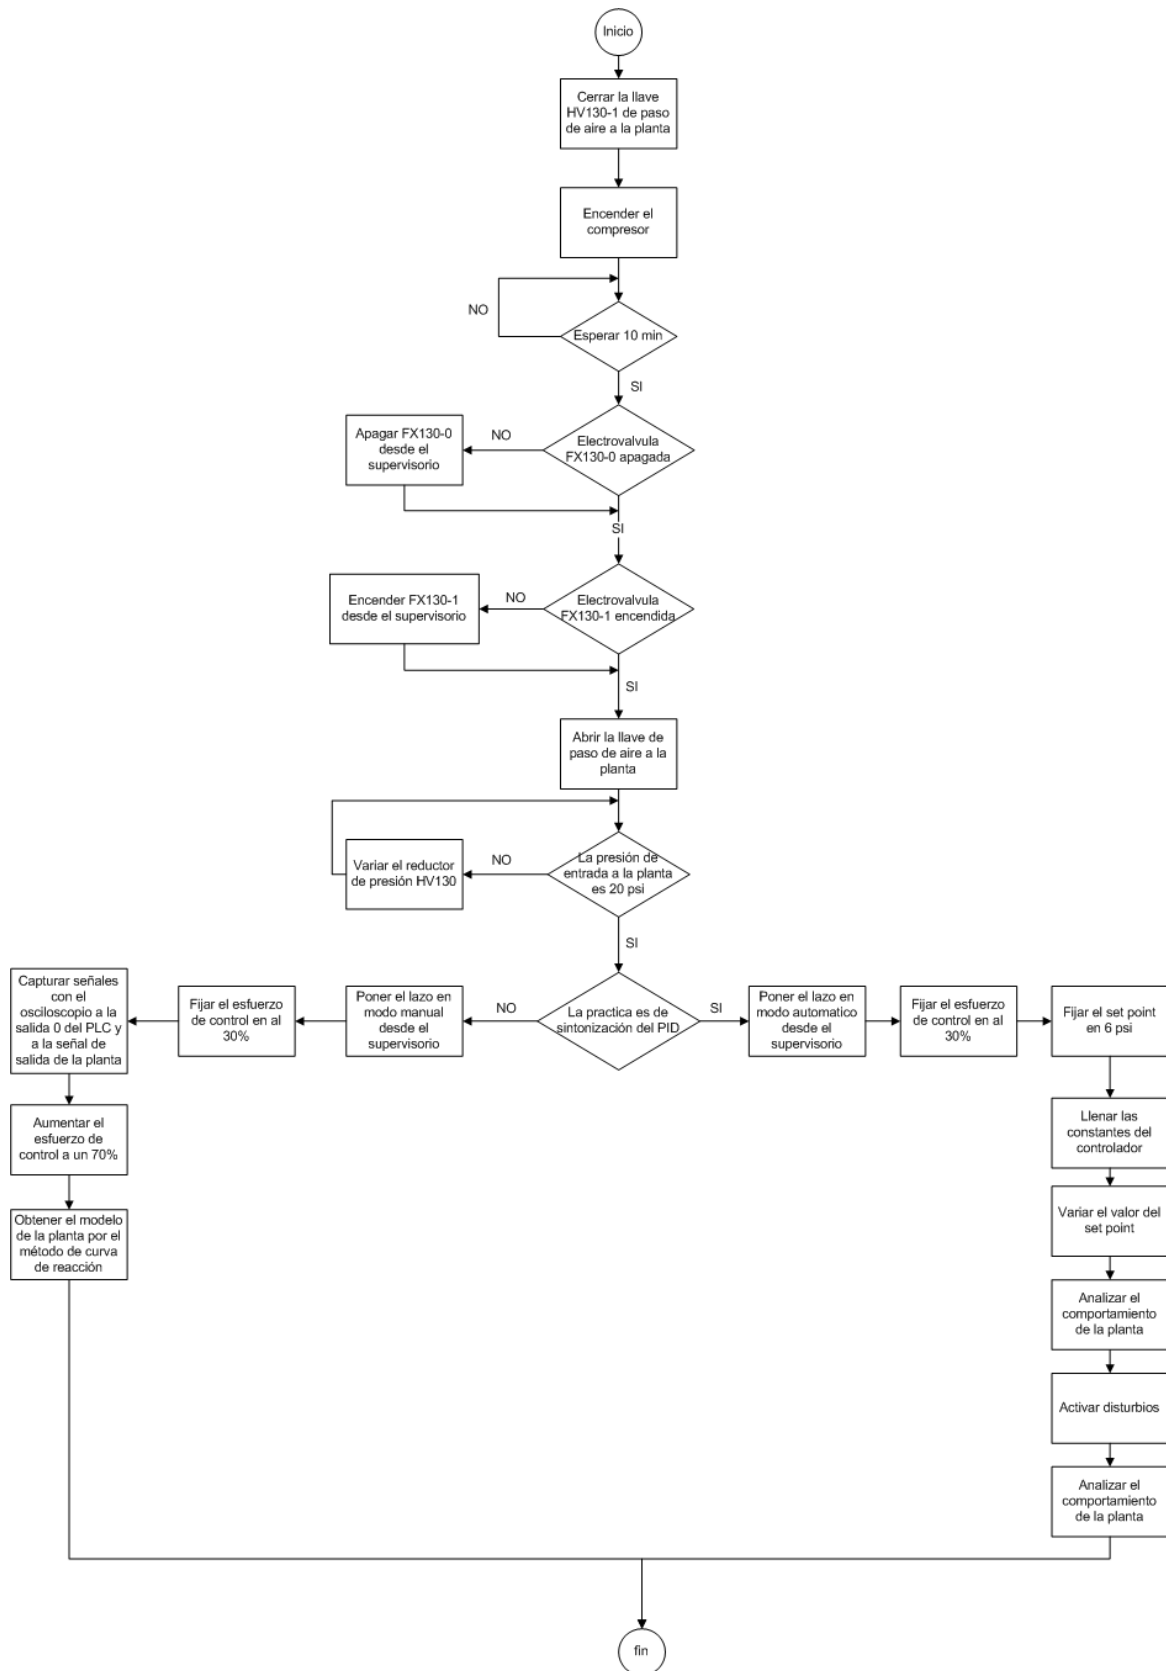 Inicio
Cerrar la llave
HV130-1 de paso
de aire a la planta
Encender el
compresor
NO
Esperar 10 min
SI
Apagar FX130-0
desde el
supervisorio
NO
Electrovalvula
FX130-0 apagada
SI
Encender FX130-1
desde el supervisorio
NO
Electrovalvula
FX130-1 encendida
SI
Abrir la llave de
paso de aire a la
planta
Variar el reductor
de presión HV130
NO
La presión de
entrada a la planta
es 20 psi
SI
Capturar señales
con el
osciloscopio a la
salida 0 del PLC y
a la señal de
salida de la planta
Fijar el esfuerzo
de control en al
30%
Poner el lazo en
modo manual
desde el
supervisorio
NO
La practica es de
sintonización del PID
SI
Poner el lazo en
modo automatico
desde el
supervisorio
Fijar el esfuerzo
de control en al
30%
Fijar el set point
en 6 psi
Aumentar el
esfuerzo de
control a un 70%
Llenar las
constantes del
controlador
Obtener el modelo
de la planta por el
método de curva
de reacción
Variar el valor del
set point
Analizar el
comportamiento
de la planta
Activar disturbios
Analizar el
comportamiento
de la planta
fin